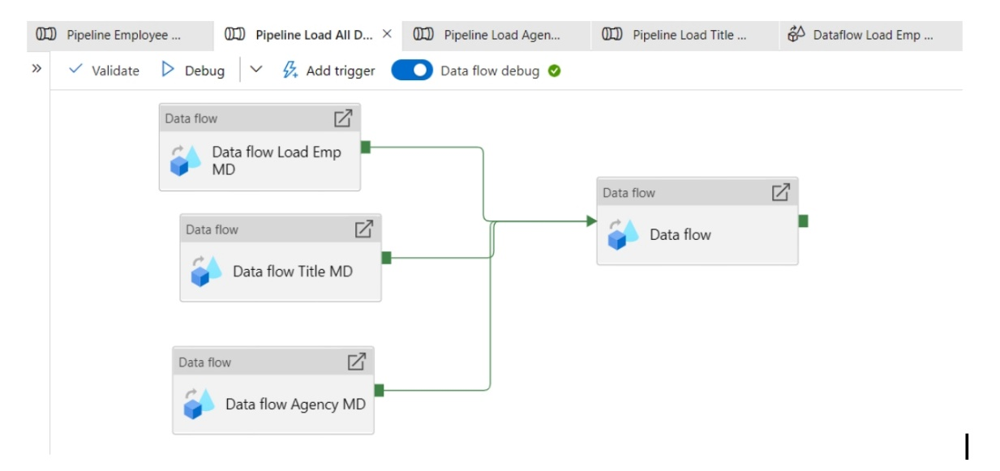 Pipeline Employee ...
Pipeline Load All D...
Pipeline Load Agen...
Pipeline Load Title ...
Dataflow Load Emp ...
Validate
Debug
Add trigger
Data flow debug
Data flow
Data flow Load Emp
MD
Data flow
Data flow Title MD
Data flow
Data flow Agency MD
Data flow
Data flow